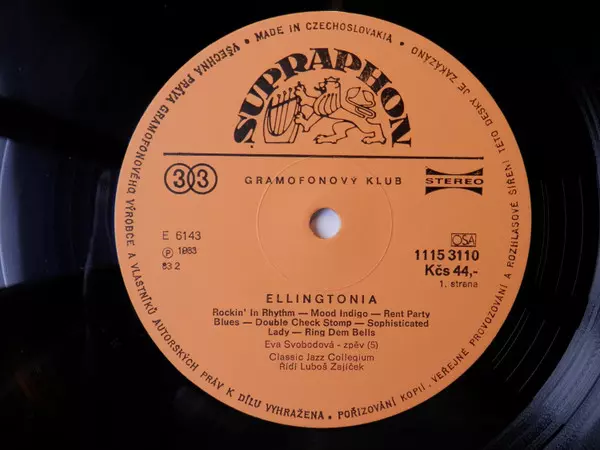 • MADE IN CZECHOSLOVAKIA • VŠECHNA PRÁVA GRAMOFONOVÉHO VÝROBCE A VLASTNÍKŮ AUTORSKÝCH PRÁV K DÍLU VYHRAŽENA • POŘIZOVÁNÍ KOPIÍ, VEŘEJNÉ PROVOZOVÁNÍ A ROZHLASOVÉ ŠÍŘENÍ TÉTO DESKY JE ZAKÁZÁNO
SUPRAPHON
33
GRAMOFONOVÝ KLUB
STEREO
E 6143
℗ 1983
83 2
OSA
1115 3110
Kčs 44,-
1. strana
ELLINGTONIA
Rockin' In Rhythm — Mood Indigo — Rent Party
Blues — Double Check Stomp — Sophisticated
Lady — Ring Dem Bells
Eva Svobodová - zpěv (5)
Classic Jazz Collegium
Řídí Luboš Zajíček